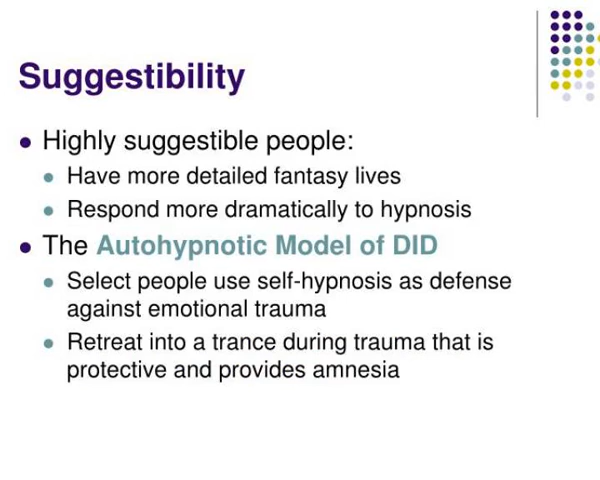 Suggestibility
Highly suggestible people:
Have more detailed fantasy lives
Respond more dramatically to hypnosis
The Autohypnotic Model of DID
Select people use self-hypnosis as defense
against emotional trauma
Retreat into a trance during trauma that is
protective and provides amnesia